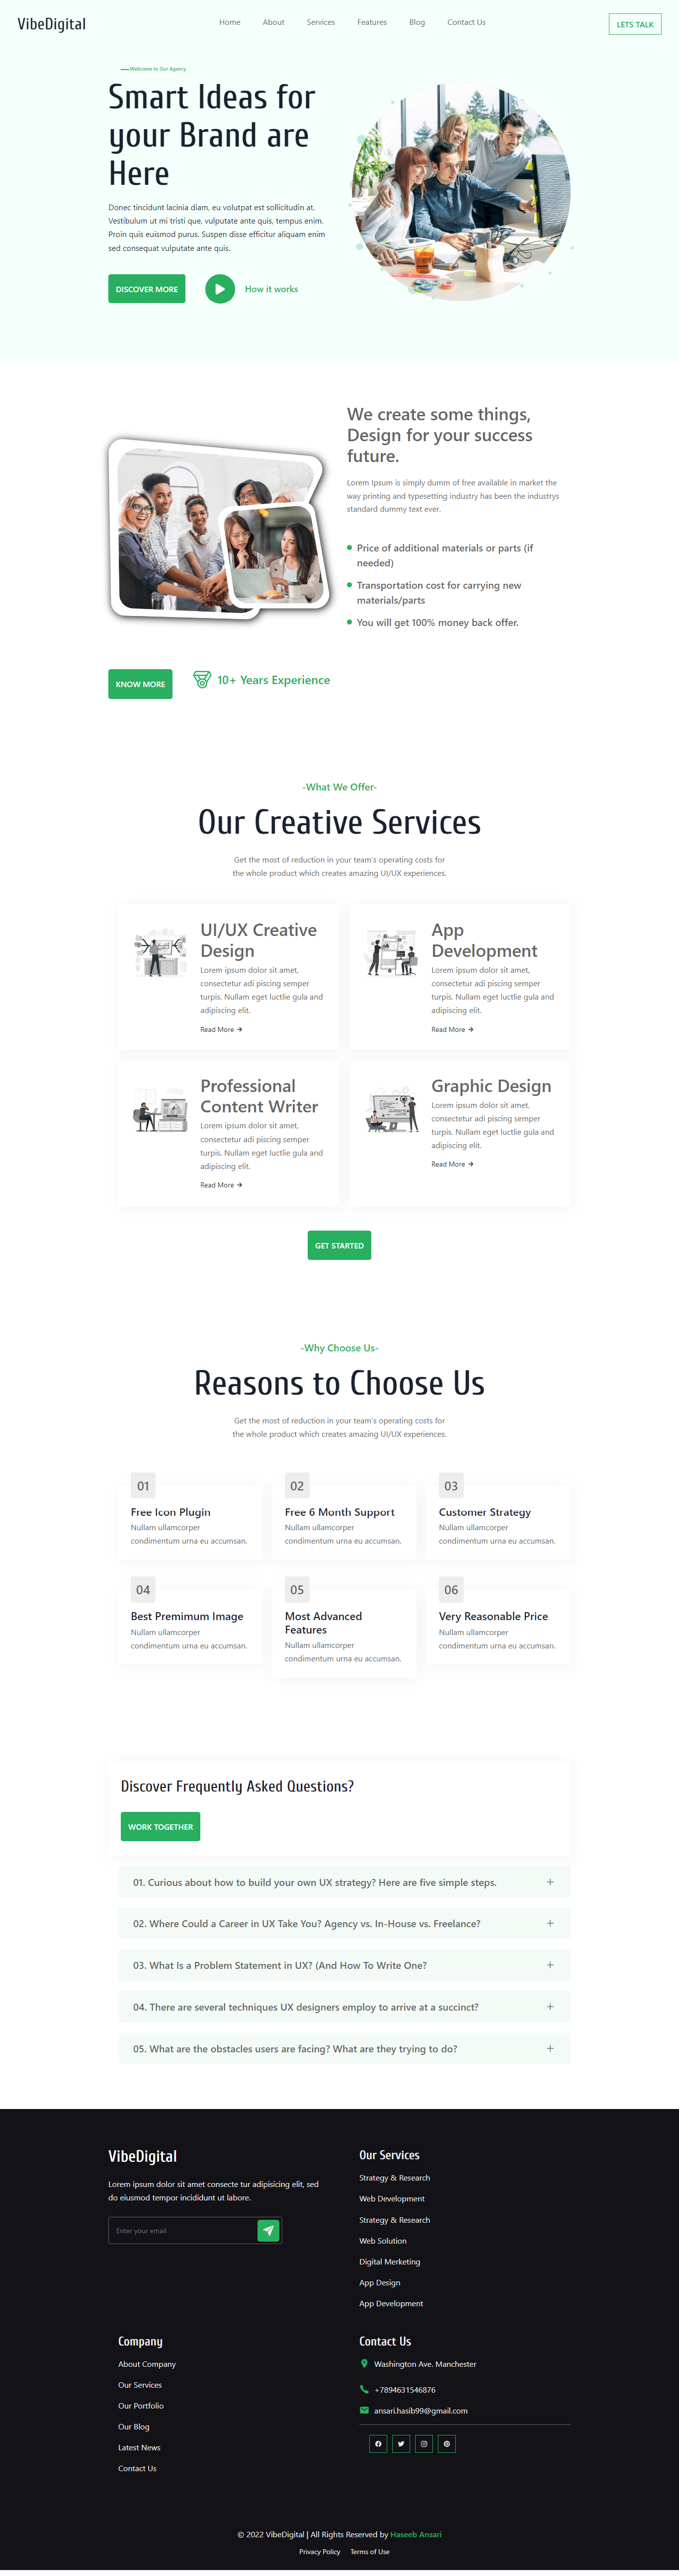 VibeDigital
Home About Services Features Blog Contact Us
LETS TALK
Wellcome to Our Agency
Smart Ideas for
your Brand are
Here
Donec tincidunt lacinia diam, eu volutpat est sollicitudin at.
Vestibulum ut mi tristi que, vulputate ante quis, tempus enim.
Proin quis euismod purus. Suspen disse efficitur aliquam enim
sed consequat vulputate ante quis.
DISCOVER MORE
How it works
We create some things,
Design for your success
future.
Lorem Ipsum is simply dumm of free available in market the
way printing and typesetting industry has been the industrys
standard dummy text ever.
Price of additional materials or parts (if
needed)
Transportation cost for carrying new
materials/parts
You will get 100% money back offer.
KNOW MORE
10+ Years Experience
-What We Offer-
Our Creative Services
Get the most of reduction in your team's operating costs for
the whole product which creates amazing UI/UX experiences.
UI/UX Creative
Design
Lorem ipsum dolor sit amet,
consectetur adi piscing semper
turpis. Nullam eget luctlie gula and
adipiscing elit.
Read More
App
Development
Lorem ipsum dolor sit amet,
consectetur adi piscing semper
turpis. Nullam eget luctlie gula and
adipiscing elit.
Read More
Professional
Content Writer
Lorem ipsum dolor sit amet,
consectetur adi piscing semper
turpis. Nullam eget luctlie gula and
adipiscing elit.
Read More
Graphic Design
Lorem ipsum dolor sit amet,
consectetur adi piscing semper
turpis. Nullam eget luctlie gula and
adipiscing elit.
Read More
GET STARTED
-Why Choose Us-
Reasons to Choose Us
Get the most of reduction in your team's operating costs for
the whole product which creates amazing UI/UX experiences.
01
Free Icon Plugin
Nullam ullamcorper
condimentum urna eu accumsan.
02
Free 6 Month Support
Nullam ullamcorper
condimentum urna eu accumsan.
03
Customer Strategy
Nullam ullamcorper
condimentum urna eu accumsan.
04
Best Premimum Image
Nullam ullamcorper
condimentum urna eu accumsan.
05
Most Advanced
Features
Nullam ullamcorper
condimentum urna eu accumsan.
06
Very Reasonable Price
Nullam ullamcorper
condimentum urna eu accumsan.
Discover Frequently Asked Questions?
WORK TOGETHER
01. Curious about how to build your own UX strategy? Here are five simple steps.
02. Where Could a Career in UX Take You? Agency vs. In-House vs. Freelance?
03. What Is a Problem Statement in UX? (And How To Write One?
04. There are several techniques UX designers employ to arrive at a succinct?
05. What are the obstacles users are facing? What are they trying to do?
VibeDigital
Lorem ipsum dolor sit amet consecte tur adipisicing elit, sed
do eiusmod tempor incididunt ut labore.
Enter your email
Our Services
Strategy & Research
Web Development
Strategy & Research
Web Solution
Digital Merketing
App Design
App Development
Company
About Company
Our Services
Our Portfolio
Our Blog
Latest News
Contact Us
Contact Us
Washington Ave. Manchester
+7894631546876
ansari.hasib99@gmail.com
© 2022 VibeDigital | All Rights Reserved by Haseeb Ansari
Privacy Policy Terms of Use